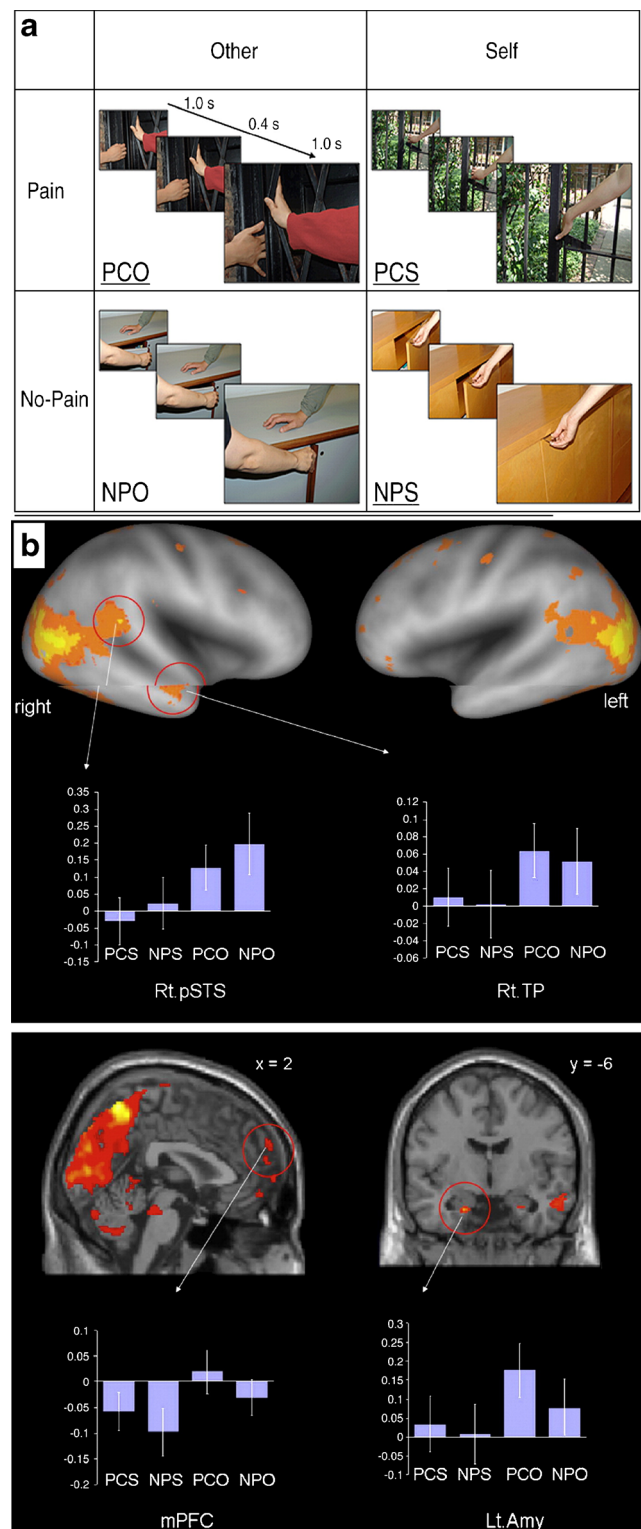 a
Other
Self
Pain
1.0 s
0.4 s
1.0 s
PCO
PCS
No-Pain
NPO
NPS
b
right
left
0.35
0.3
0.25
0.2
0.15
0.1
0.05
0
-0.05
-0.1
-0.15
PCS NPS PCO NPO
Rt.pSTS
0.12
0.1
0.08
0.06
0.04
0.02
0
-0.02
-0.04
-0.06
PCS NPS PCO NPO
Rt.TP
x = 2
y = -6
0.1
0.05
0
-0.05
-0.1
-0.15
-0.2
PCS NPS PCO NPO
mPFC
0.3
0.25
0.2
0.15
0.1
0.05
0
-0.05
-0.1
PCS NPS PCO NPO
Lt.Amy